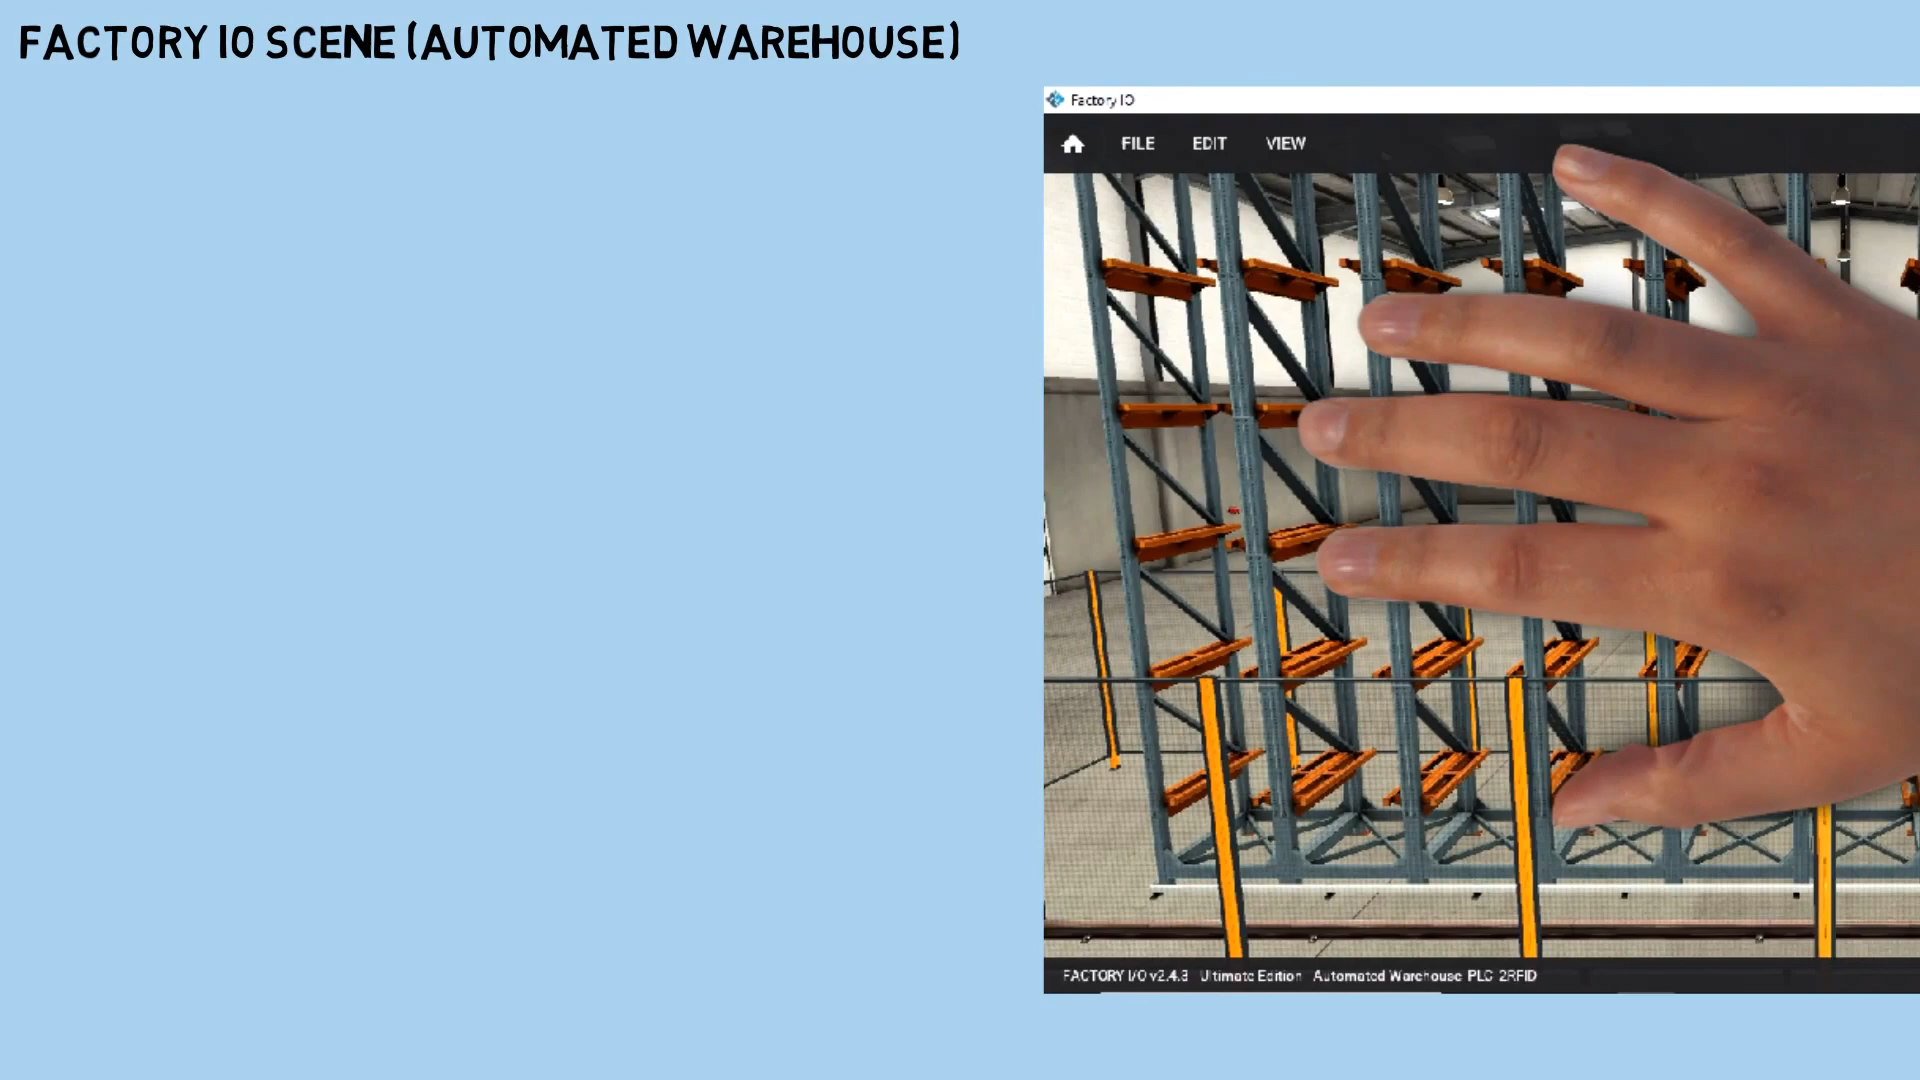 FACTORY IO SCENE (AUTOMATED WAREHOUSE)
Factory IO
FILE EDIT VIEW
FACTORY I/O v2.4.3 Ultimate Edition Automated Warehouse PLC 2RFID